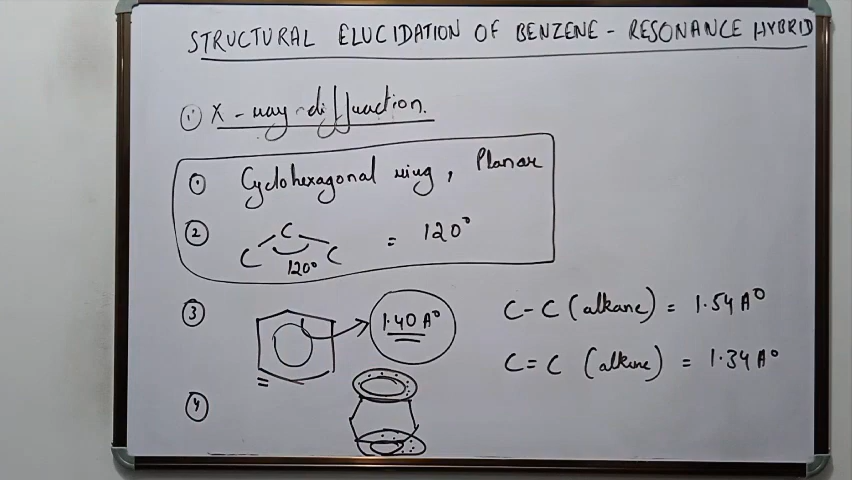 STRUCTURAL ELUCIDATION OF BENZENE - RESONANCE HYBRID
① X-ray-diffraction.
① Cyclohexagonal ring, Planar
② C C C 120° = 120°
③ 1.40 A° C-C (alkane) = 1.54 A°
C=C (alkene) = 1.34 A°
④